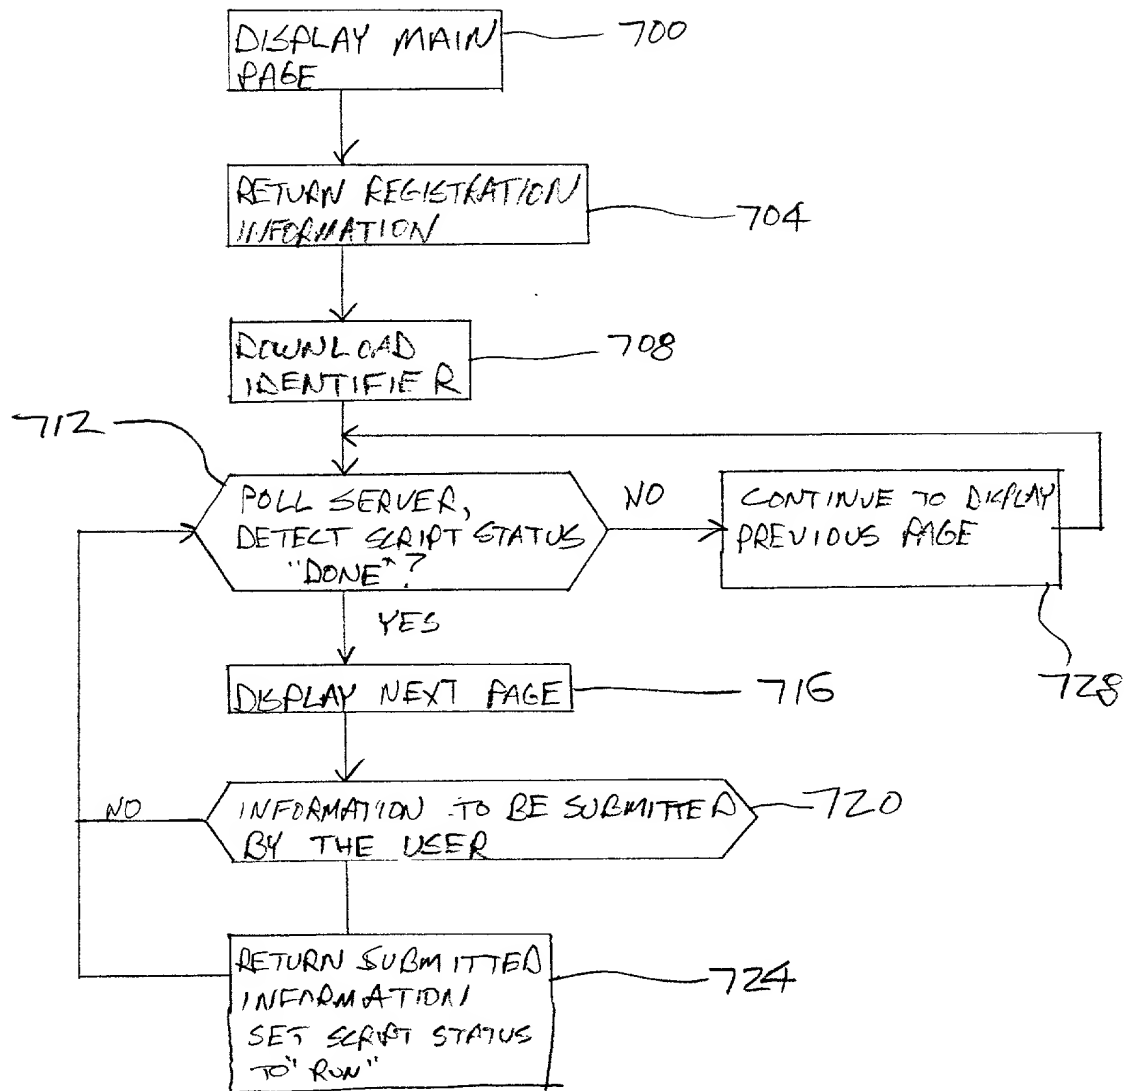 DISPLAY MAIN
PAGE
700
RETURN REGISTRATION
INFORMATION
704
DOWNLOAD
IDENTIFIER
708
712
POLL SERVER,
DETECT SCRIPT STATUS
"DONE"?
NO
CONTINUE TO DISPLAY
PREVIOUS PAGE
728
YES
DISPLAY NEXT PAGE
716
NO
INFORMATION TO BE SUBMITTED
BY THE USER
720
RETURN SUBMITTED
INFORMATION
SET SCRIPT STATUS
TO "RUN"
724